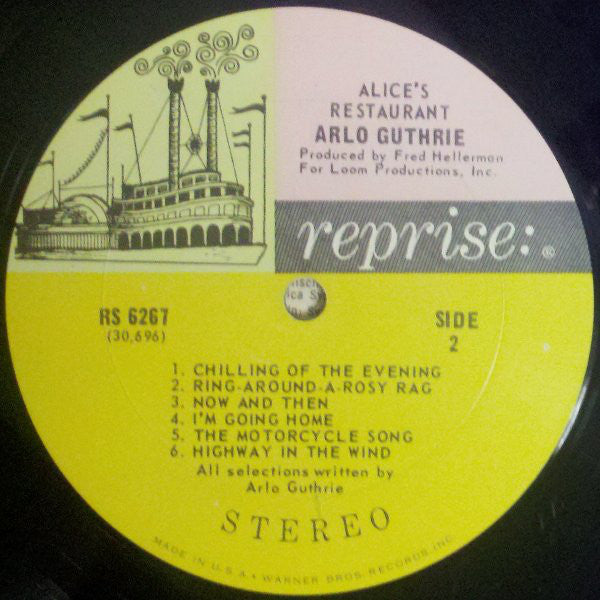 ALICE'S
RESTAURANT
ARLO GUTHRIE
Produced by Fred Hellerman
For Loom Productions, Inc.
reprise:®
RS 6267
(30,696)
SIDE
2
1. CHILLING OF THE EVENING
2. RING-AROUND-A-ROSY RAG
3. NOW AND THEN
4. I'M GOING HOME
5. THE MOTORCYCLE SONG
6. HIGHWAY IN THE WIND
All selections written by
Arlo Guthrie
STEREO
MADE IN U.S.A. • WARNER BROS. RECORDS INC.